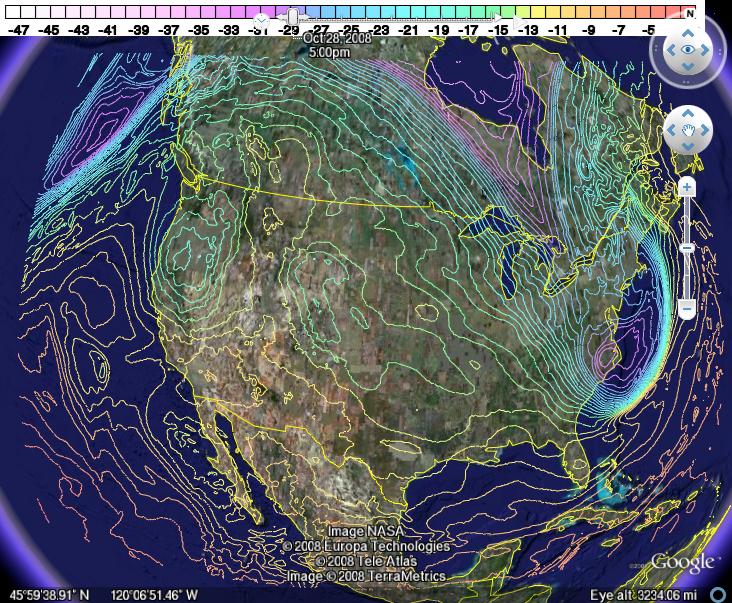 N
-47 -45 -43 -41 -39 -37 -35 -33 -31 -29 -27 -25 -23 -21 -19 -17 -15 -13 -11 -9 -7 -5
Oct 28, 2008
5:00pm
Image NASA
© 2008 Europa Technologies
© 2008 Tele Atlas
Image © 2008 TerraMetrics
©2008 Google™
45°59'38.91" N 120°06'51.46" W Eye alt 3234.06 mi